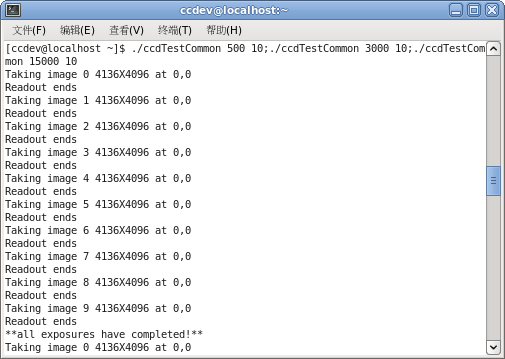 ccdev@localhost:~
文件(F) 编辑(E) 查看(V) 终端(T) 帮助(H)
[ccdev@localhost ~]$ ./ccdTestCommon 500 10;./ccdTestCommon 3000 10;./ccdTestCom
mon 15000 10
Taking image 0 4136X4096 at 0,0
Readout ends
Taking image 1 4136X4096 at 0,0
Readout ends
Taking image 2 4136X4096 at 0,0
Readout ends
Taking image 3 4136X4096 at 0,0
Readout ends
Taking image 4 4136X4096 at 0,0
Readout ends
Taking image 5 4136X4096 at 0,0
Readout ends
Taking image 6 4136X4096 at 0,0
Readout ends
Taking image 7 4136X4096 at 0,0
Readout ends
Taking image 8 4136X4096 at 0,0
Readout ends
Taking image 9 4136X4096 at 0,0
Readout ends
**all exposures have completed!**
Taking image 0 4136X4096 at 0,0